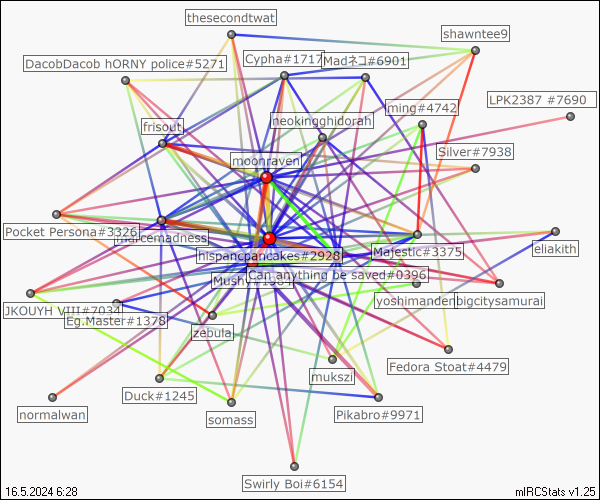 thesecondtwat
shawntee9
DacobDacob hORNY police#5271
Cypha#1717
Madネコ#6901
LPK2387 #7690
ming#4742
neokingghidorah
frisout
Silver#7938
moonraven
Pocket Persona#3326
marcemadness
Majestic#3375
eliakith
hispancpancakes#2928
Can anything be saved#0396
Mushy#1984
JKOUYH VIII#7034
yoshimander
bigcitysamurai
Eg.Master#1378
zebula
Fedora Stoat#4479
mukszi
Duck#1245
normalwan
somass
Pikabro#9971
Swirly Boi#6154
16.5.2024 6:28
mIRCStats v1.25